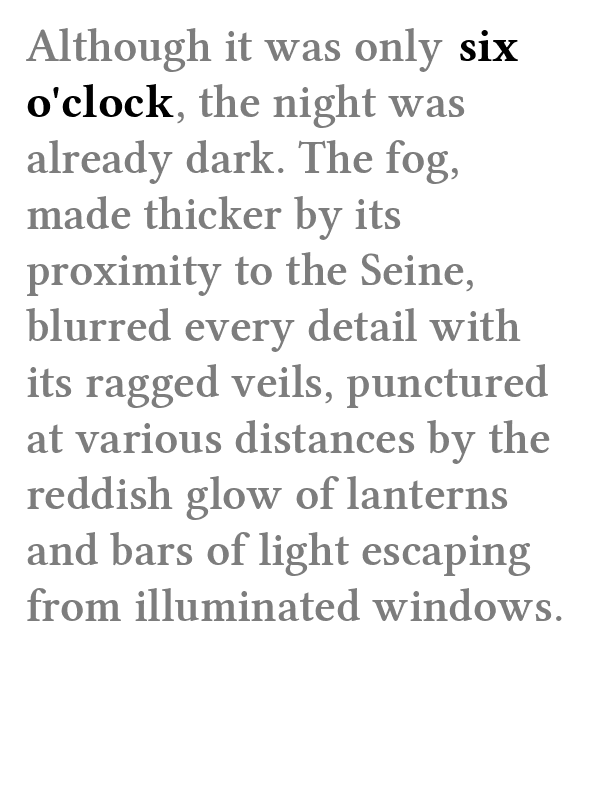 Although it was only six
o'clock, the night was
already dark. The fog,
made thicker by its
proximity to the Seine,
blurred every detail with
its ragged veils, punctured
at various distances by the
reddish glow of lanterns
and bars of light escaping
from illuminated windows.